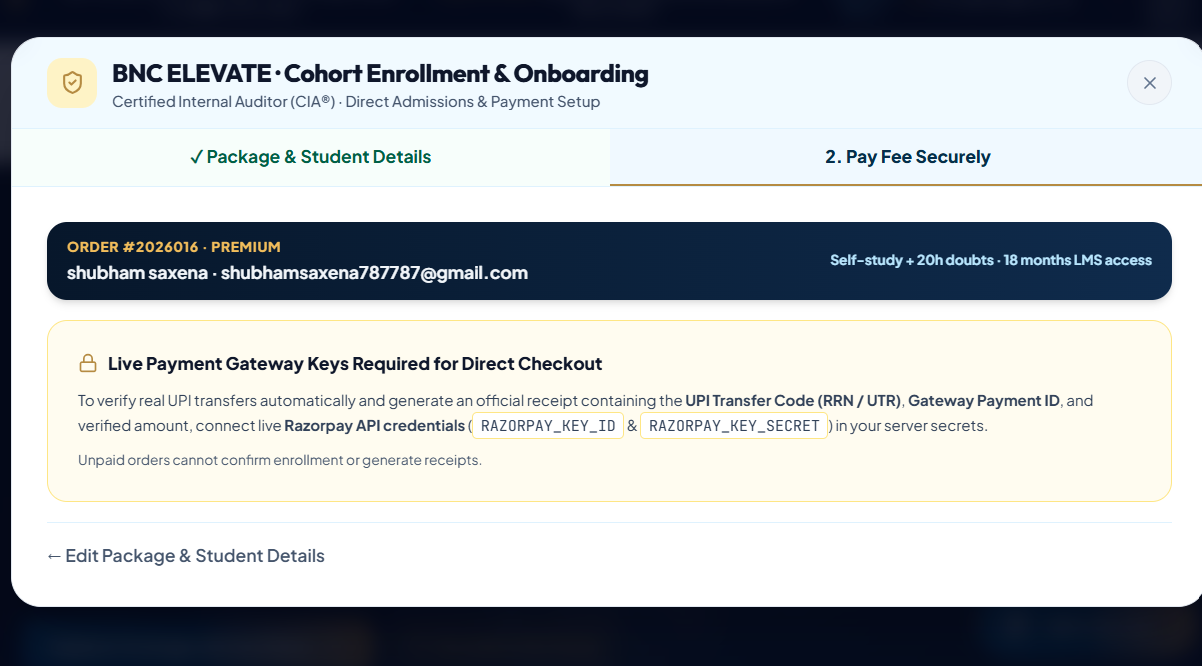 BNC ELEVATE · Cohort Enrollment & Onboarding
Certified Internal Auditor (CIA®) · Direct Admissions & Payment Setup
✓ Package & Student Details
2. Pay Fee Securely
ORDER #2026016 · PREMIUM
shubham saxena · shubhamsaxena787787@gmail.com
Self-study + 20h doubts · 18 months LMS access
Live Payment Gateway Keys Required for Direct Checkout
To verify real UPI transfers automatically and generate an official receipt containing the UPI Transfer Code (RRN / UTR), Gateway Payment ID, and
verified amount, connect live Razorpay API credentials ( RAZORPAY_KEY_ID & RAZORPAY_KEY_SECRET ) in your server secrets.
Unpaid orders cannot confirm enrollment or generate receipts.
← Edit Package & Student Details